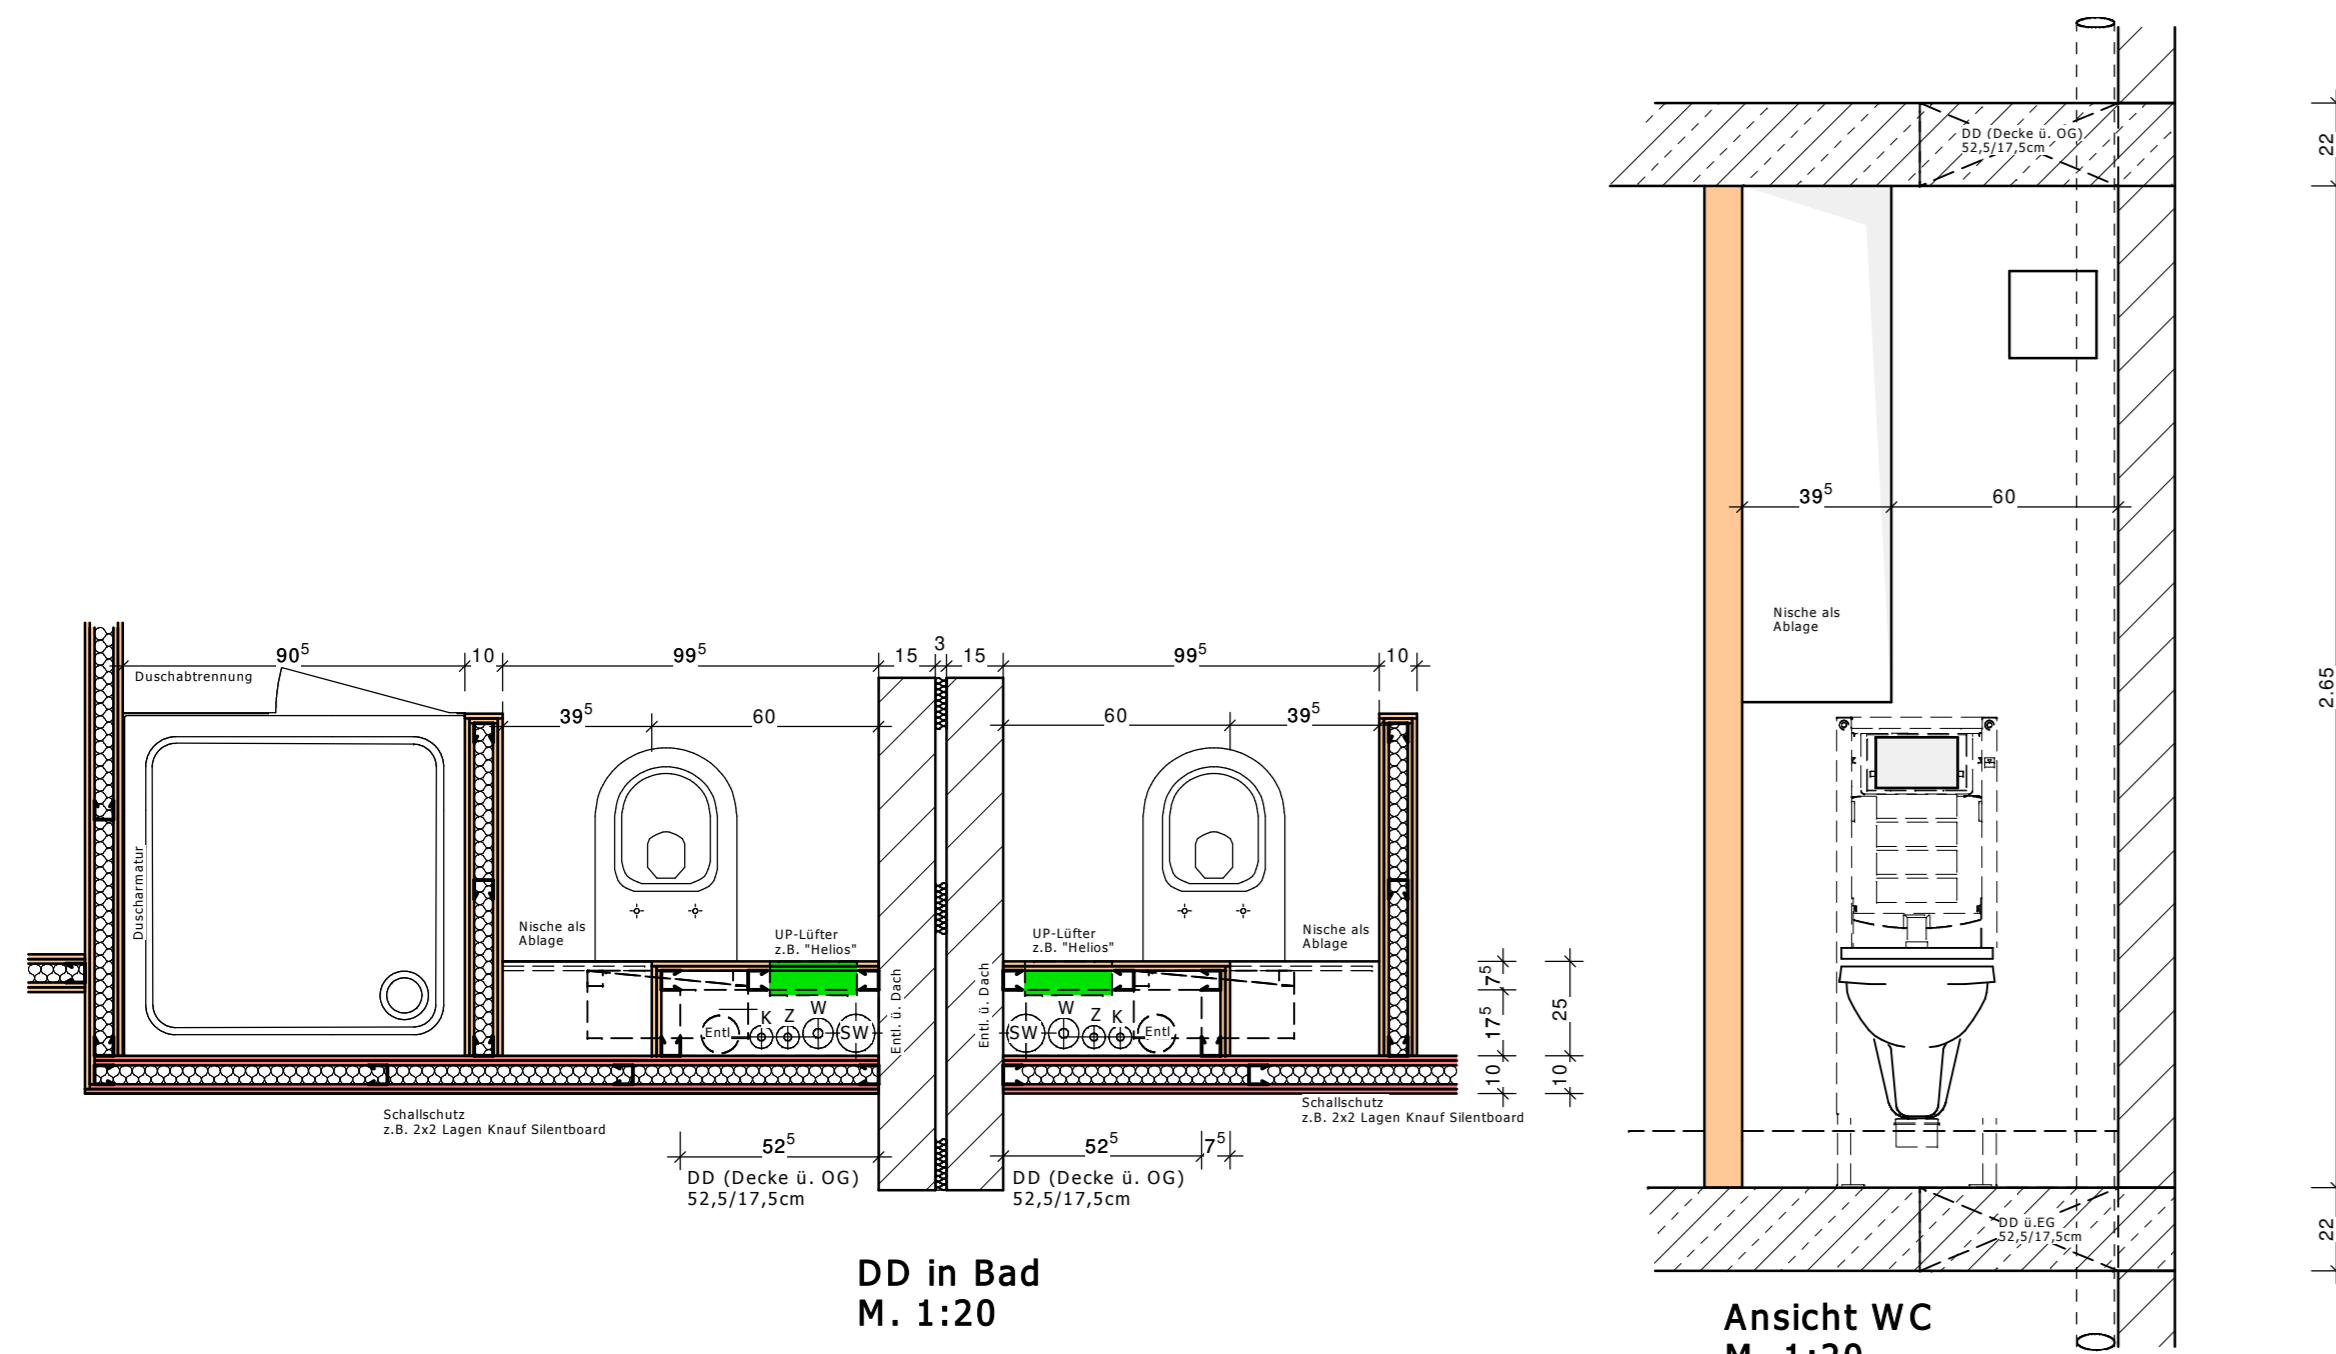 DD (Decke ü. OG)
52,5/17,5cm
22
39⁵
60
Nische als
Ablage
2.65
90⁵
10
99⁵
15
3
15
99⁵
10
Duschabtrennung
39⁵
60
60
39⁵
Duscharmatur
Nische als
Ablage
UP-Lüfter
z.B. "Helios"
Entl. ü. Dach
Entl. ü. Dach
UP-Lüfter
z.B. "Helios"
Nische als
Ablage
Entl
K
Z
W
SW
SW
W
Z
K
Entl
7⁵
17⁵
10
25
10
Schallschutz
z.B. 2x2 Lagen Knauf Silentboard
Schallschutz
z.B. 2x2 Lagen Knauf Silentboard
52⁵
DD (Decke ü. OG)
52,5/17,5cm
52⁵
7⁵
DD (Decke ü. OG)
52,5/17,5cm
DD ü.EG
52,5/17,5cm
22
DD in Bad
M. 1:20
Ansicht WC
M. 1:20